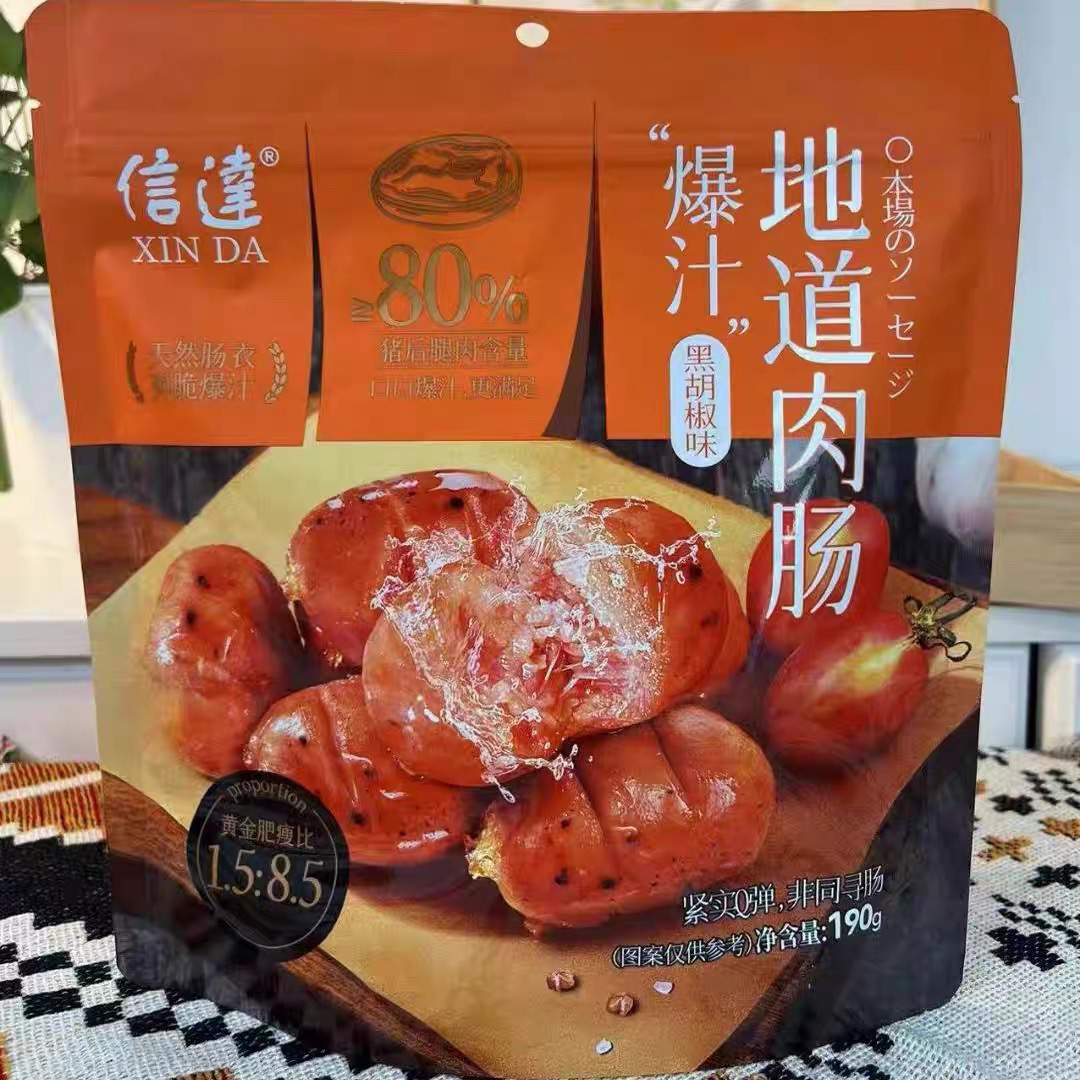 信達®
XIN DA
天然肠衣
爽脆爆汁
≥80%
猪后腿肉含量
口口爆汁,更满足
“爆汁”
黑胡椒味
地道肉肠
〇本場のソーセージ
proportion
黄金肥瘦比
1.5:8.5
紧实Q弹,非同寻肠
(图案仅供参考)净含量:190g